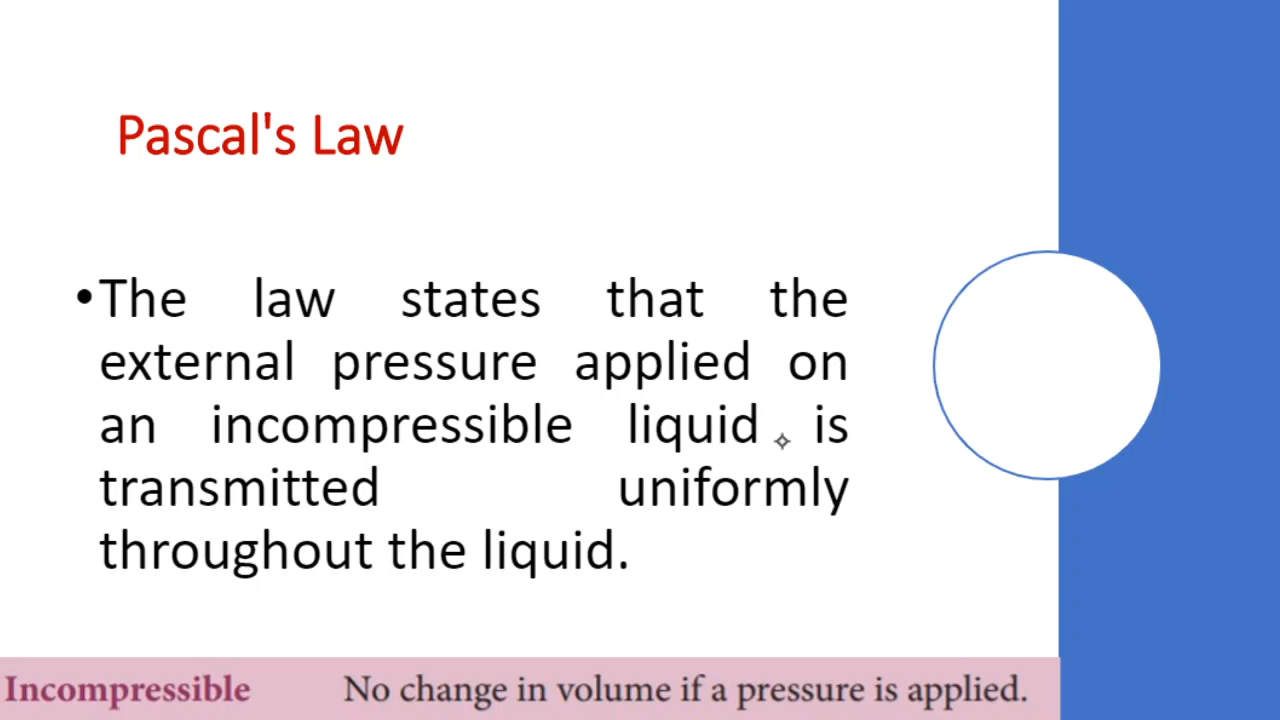 Pascal's Law
•The law states that the
external pressure applied on
an incompressible liquid is
transmitted uniformly
throughout the liquid.
Incompressible No change in volume if a pressure is applied.